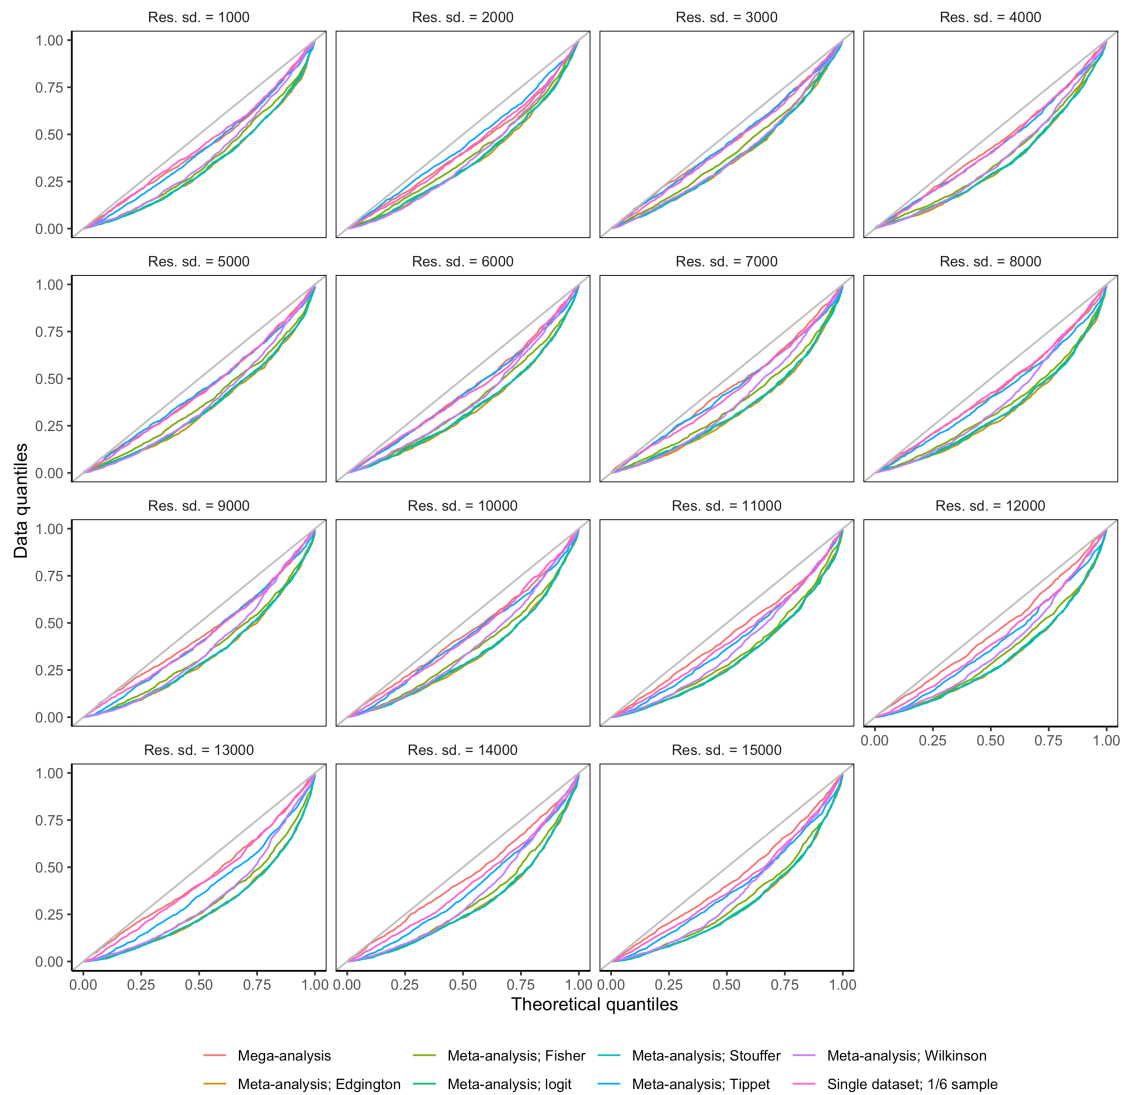 Res. sd. = 1000 Res. sd. = 2000 Res. sd. = 3000 Res. sd. = 4000
1.00
0.75
0.50
0.25
0.00
Res. sd. = 5000 Res. sd. = 6000 Res. sd. = 7000 Res. sd. = 8000
1.00
0.75
0.50
0.25
0.00
Data quantiles
Res. sd. = 9000 Res. sd. = 10000 Res. sd. = 11000 Res. sd. = 12000
1.00
0.75
0.50
0.25
0.00
0.00 0.25 0.50 0.75 1.00
Res. sd. = 13000 Res. sd. = 14000 Res. sd. = 15000
1.00
0.75
0.50
0.25
0.00
0.00 0.25 0.50 0.75 1.00 0.00 0.25 0.50 0.75 1.00 0.00 0.25 0.50 0.75 1.00
Theoretical quantiles
Mega-analysis Meta-analysis; Fisher Meta-analysis; Stouffer Meta-analysis; Wilkinson
Meta-analysis; Edgington Meta-analysis; logit Meta-analysis; Tippet Single dataset; 1/6 sample